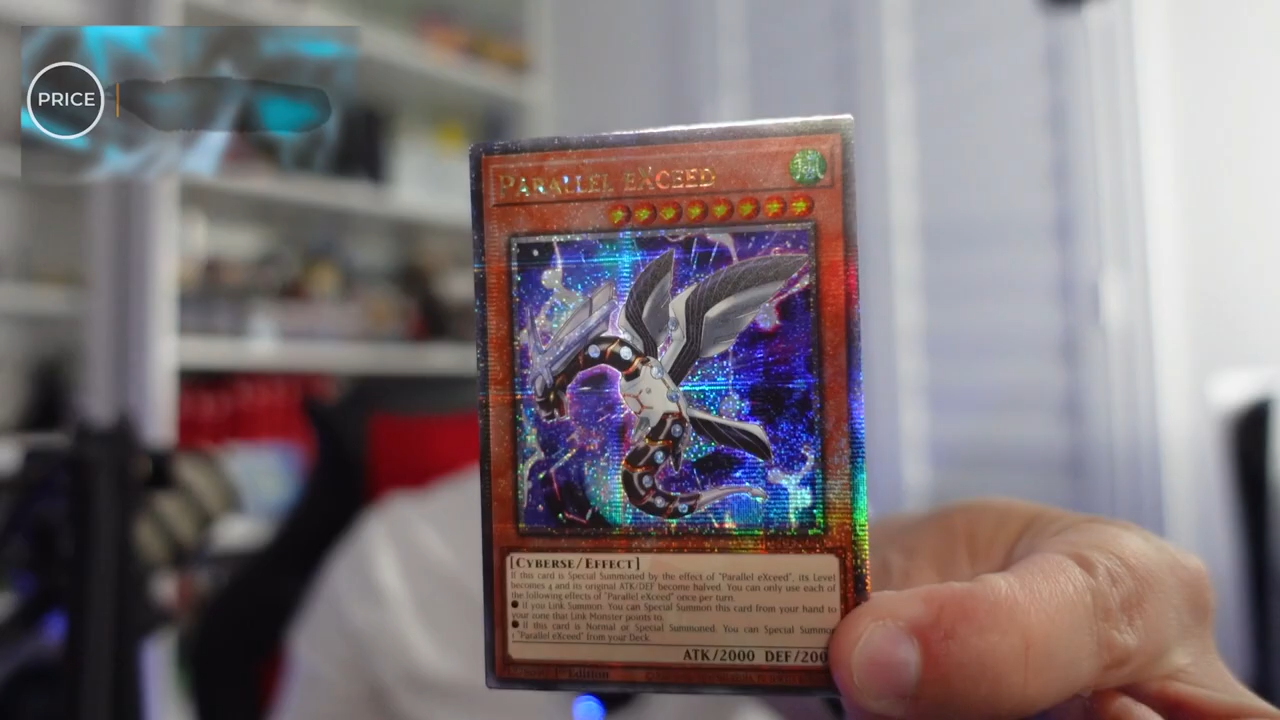 PRICE
PARALLEL EXCEED
[CYBERSE/EFFECT]
If this card is Special Summoned by the effect of "Parallel eXceed", its Level
becomes 4 and its original ATK/DEF become halved. You can only use each of
the following effects of "Parallel eXceed" once per turn.
● If you Link Summon: You can Special Summon this card from your hand to
your zone that Link Monster points to.
● If this card is Normal or Special Summoned: You can Special Summon
1 "Parallel eXceed" from your Deck.
ATK/2000 DEF/200
1st Edition